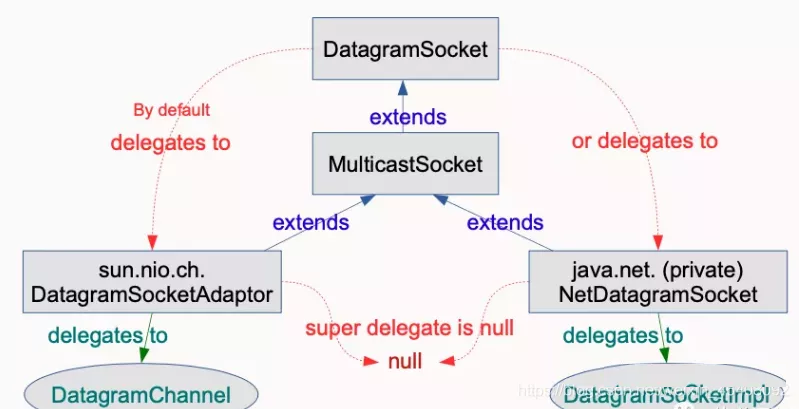 DatagramSocket
By default
delegates to
extends
or delegates to
MulticastSocket
extends
extends
sun.nio.ch.
DatagramSocketAdaptor
java.net. (private)
NetDatagramSocket
delegates to
super delegate is null
delegates to
null
DatagramChannel
DatagramSocketImpl